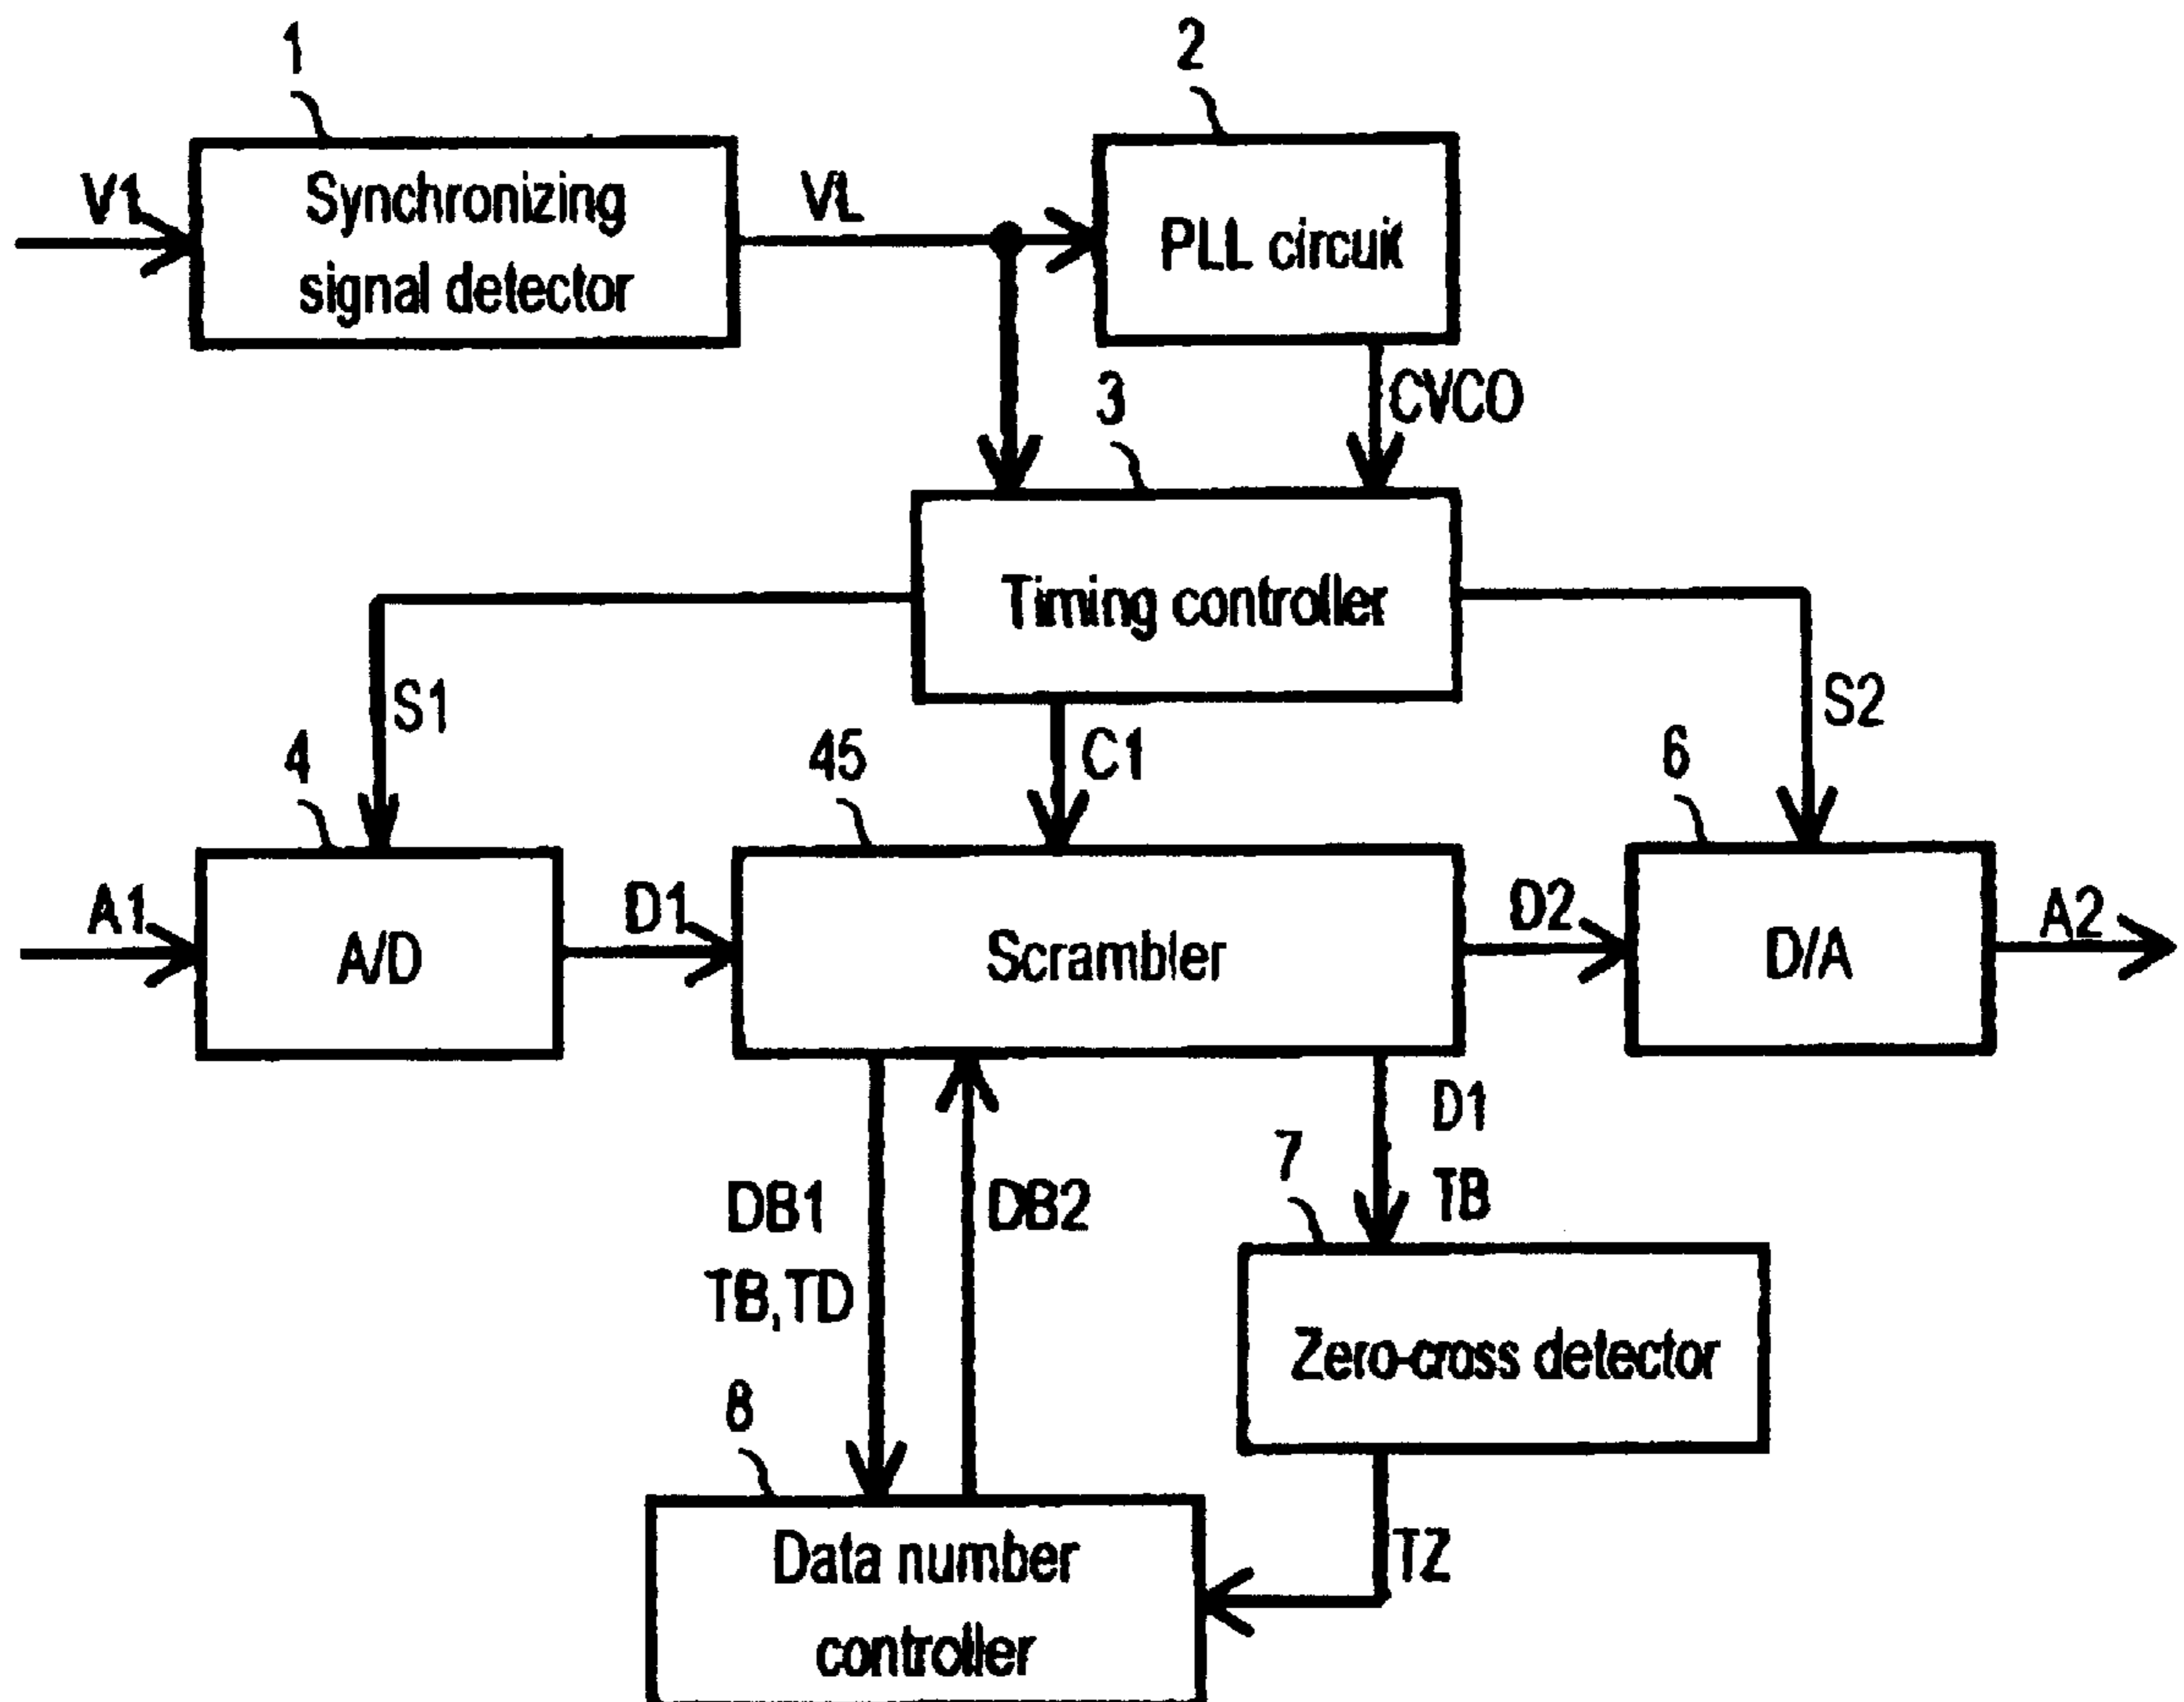 1
2
V1
Synchronizing
signal detector
VL
PLL circuit
3
CVCO
Timing controller
S1
S2
4
45
C1
6
A1
A/D
D1
Scrambler
D2
D/A
A2
D1
7
TB
DB1
DB2
TB,TD
Zero-cross detector
8
TZ
Data number
controller